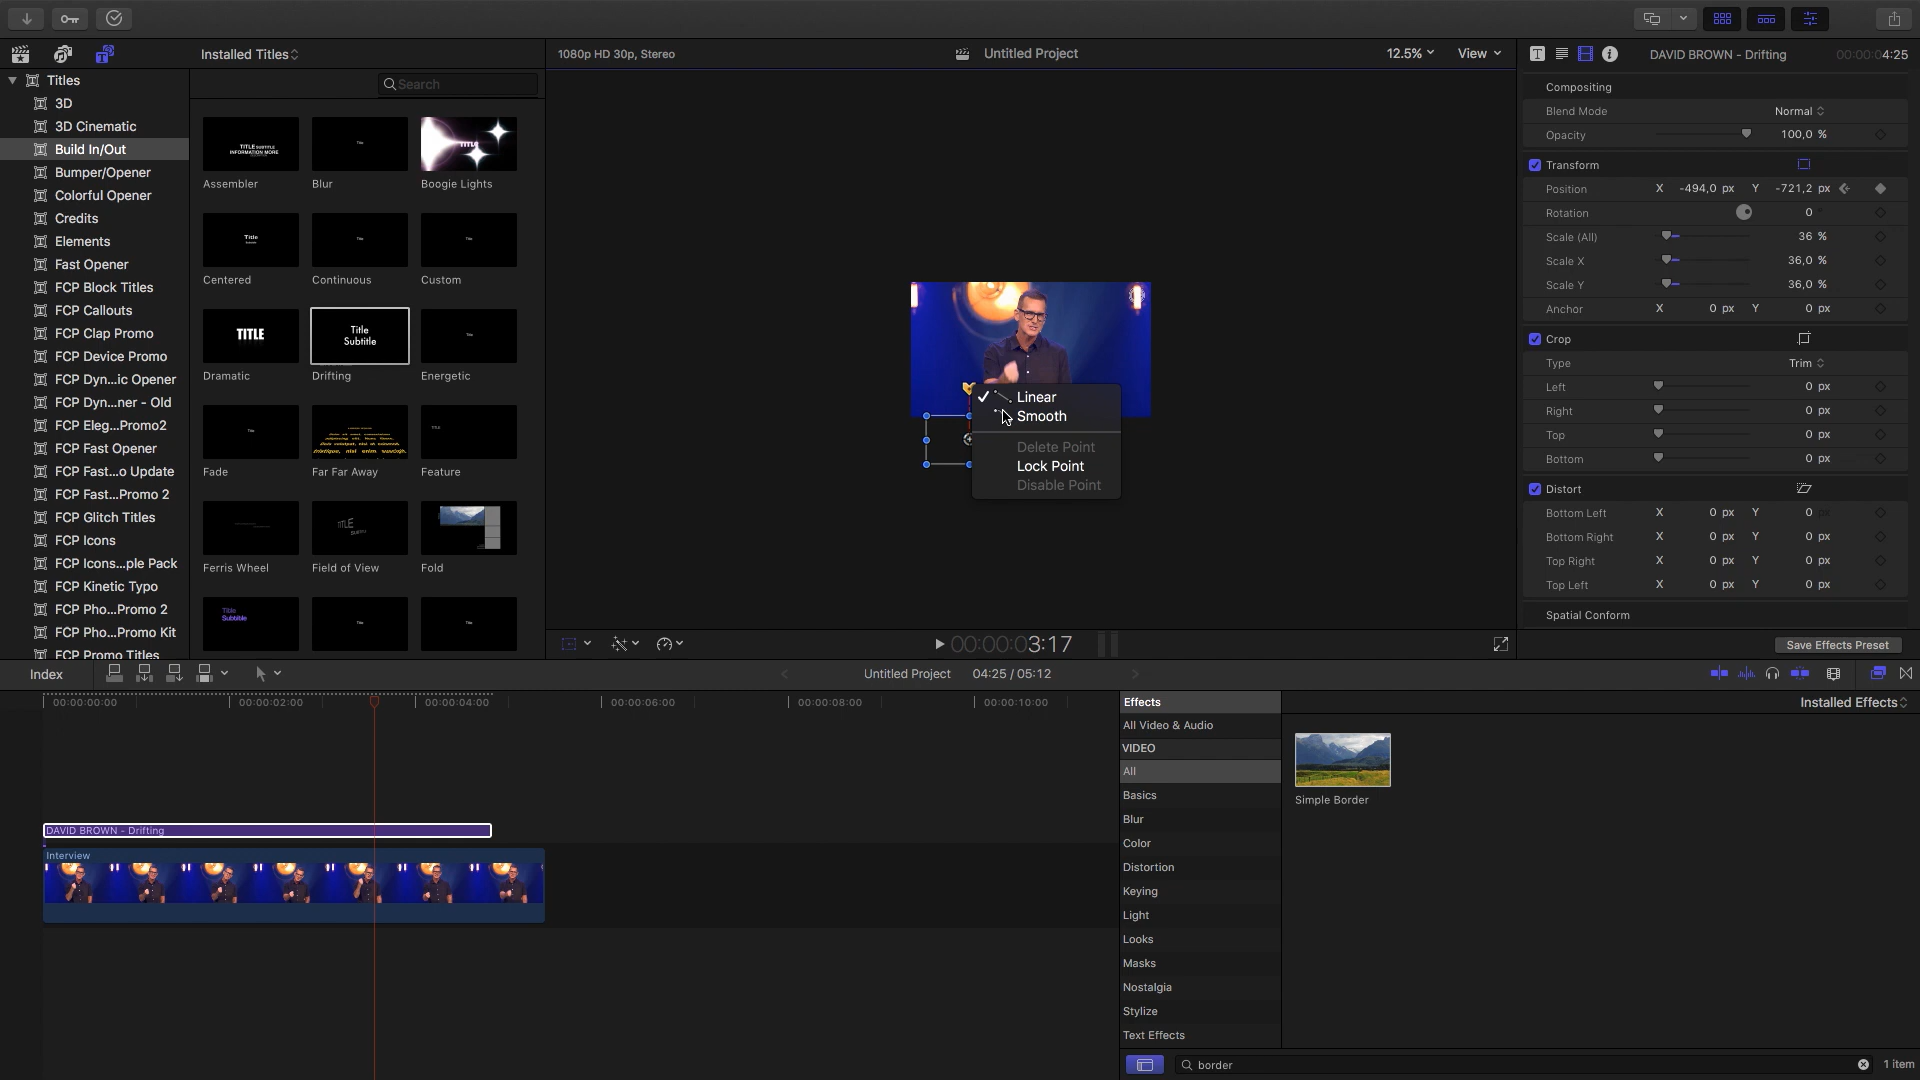 Installed Titles
1080p HD 30p, Stereo
Untitled Project
12.5%
View
DAVID BROWN - Drifting
00:00:04:25
Titles
3D
3D Cinematic
Build In/Out
Bumper/Opener
Colorful Opener
Credits
Elements
Fast Opener
FCP Block Titles
FCP Callouts
FCP Clap Promo
FCP Device Promo
FCP Dyn...ic Opener
FCP Dyn...ner - Old
FCP Eleg...Promo2
FCP Fast Opener
FCP Fast...o Update
FCP Fast...Promo 2
FCP Glitch Titles
FCP Icons
FCP Icons...ple Pack
FCP Kinetic Typo
FCP Pho...Promo 2
FCP Pho...Promo Kit
FCP Promo Titles
Search
TITLE SUBTITLE
INFORMATION MORE
Title
TITLE
Assembler
Blur
Boogie Lights
Title
Title
Title
Centered
Continuous
Custom
TITLE
Title
Subtitle
Title
Dramatic
Drifting
Energetic
Fade
Far Far Away
Feature
TITLE
Ferris Wheel
Field of View
Fold
Title
Subtitle
Title
Title
Linear
Smooth
Delete Point
Lock Point
Disable Point
00:00:03:17
Compositing
Blend Mode Normal
Opacity 100,0 %
Transform
Position X -494,0 px Y -721,2 px
Rotation 0 °
Scale (All) 36 %
Scale X 36,0 %
Scale Y 36,0 %
Anchor X 0 px Y 0 px
Crop
Type Trim
Left 0 px
Right 0 px
Top 0 px
Bottom 0 px
Distort
Bottom Left X 0 px Y 0 px
Bottom Right X 0 px Y 0 px
Top Right X 0 px Y 0 px
Top Left X 0 px Y 0 px
Spatial Conform
Save Effects Preset
Index
Untitled Project
04:25 / 05:12
00:00:00:00
00:00:02:00
00:00:04:00
00:00:06:00
00:00:08:00
00:00:10:00
DAVID BROWN - Drifting
Interview
Effects
Installed Effects
All Video & Audio
VIDEO
All
Basics
Blur
Color
Distortion
Keying
Light
Looks
Masks
Nostalgia
Stylize
Text Effects
Simple Border
border
1 item